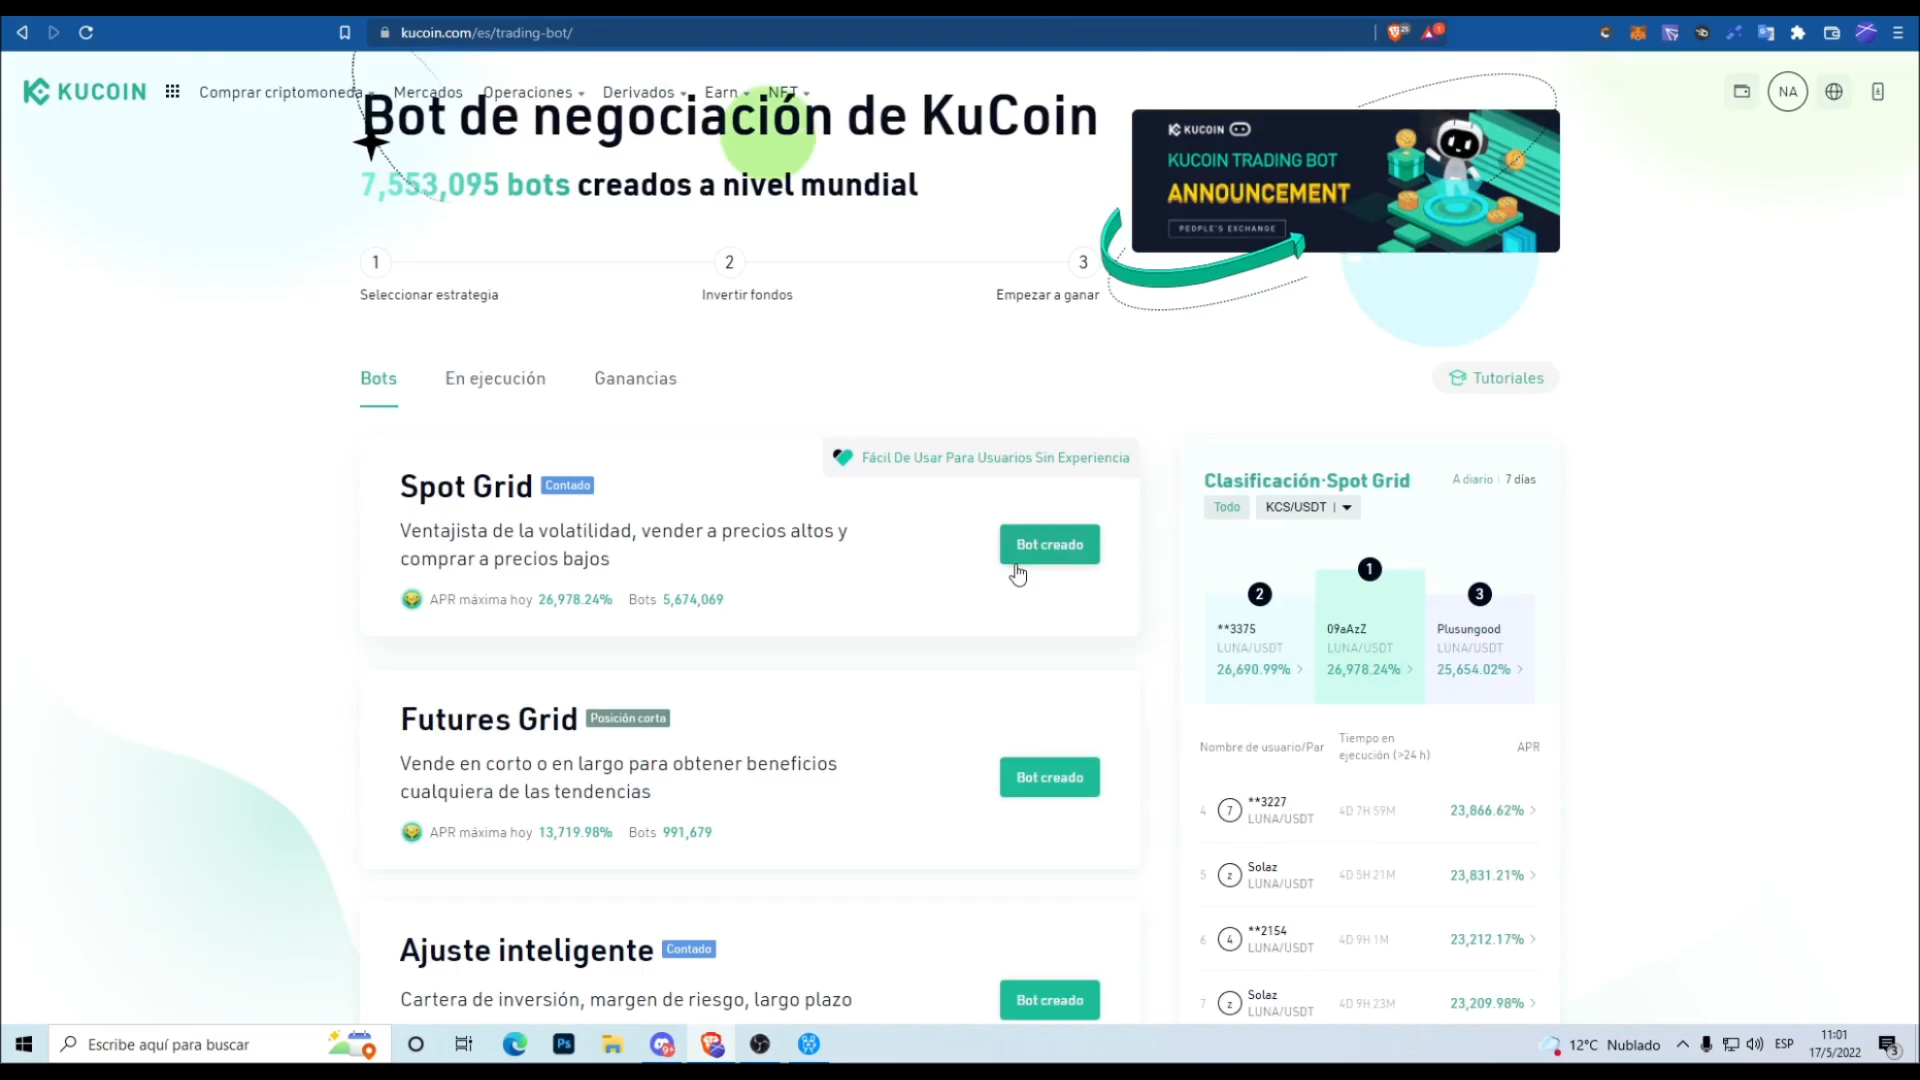 kucoin.com/es/trading-bot/
25
1
KUCOIN
Comprar criptomoneda
Mercados
Operaciones
Derivados
Earn
NFT
NA
Bot de negociación de KuCoin
7,553,095 bots creados a nivel mundial
KUCOIN
KUCOIN TRADING BOT
ANNOUNCEMENT
PEOPLE'S EXCHANGE
1
2
3
Seleccionar estrategia
Invertir fondos
Empezar a ganar
Bots
En ejecución
Ganancias
Tutoriales
Fácil De Usar Para Usuarios Sin Experiencia
Spot Grid Contado
Ventajista de la volatilidad, vender a precios altos y
comprar a precios bajos
Bot creado
APR máxima hoy 26,978.24% Bots 5,674,069
Futures Grid Posición corta
Vende en corto o en largo para obtener beneficios
cualquiera de las tendencias
Bot creado
APR máxima hoy 13,719.98% Bots 991,679
Ajuste inteligente Contado
Cartera de inversión, margen de riesgo, largo plazo
Bot creado
Clasificación·Spot Grid
A diario | 7 días
Todo
KCS/USDT
2
**3375
LUNA/USDT
26,690.99% >
1
09aAzZ
LUNA/USDT
26,978.24% >
3
Plusungood
LUNA/USDT
25,654.02% >
Nombre de usuario/Par
Tiempo en
ejecución (>24 h)
APR
4 7 **3227
LUNA/USDT
4D 7H 59M
23,866.62% >
5 z Solaz
LUNA/USDT
4D 5H 21M
23,831.21% >
6 4 **2154
LUNA/USDT
4D 9H 1M
23,212.17% >
7 z Solaz
LUNA/USDT
4D 9H 23M
23,209.98% >
Escribe aquí para buscar
Ps
9+
12°C Nublado
ESP
11:01
17/5/2022
3